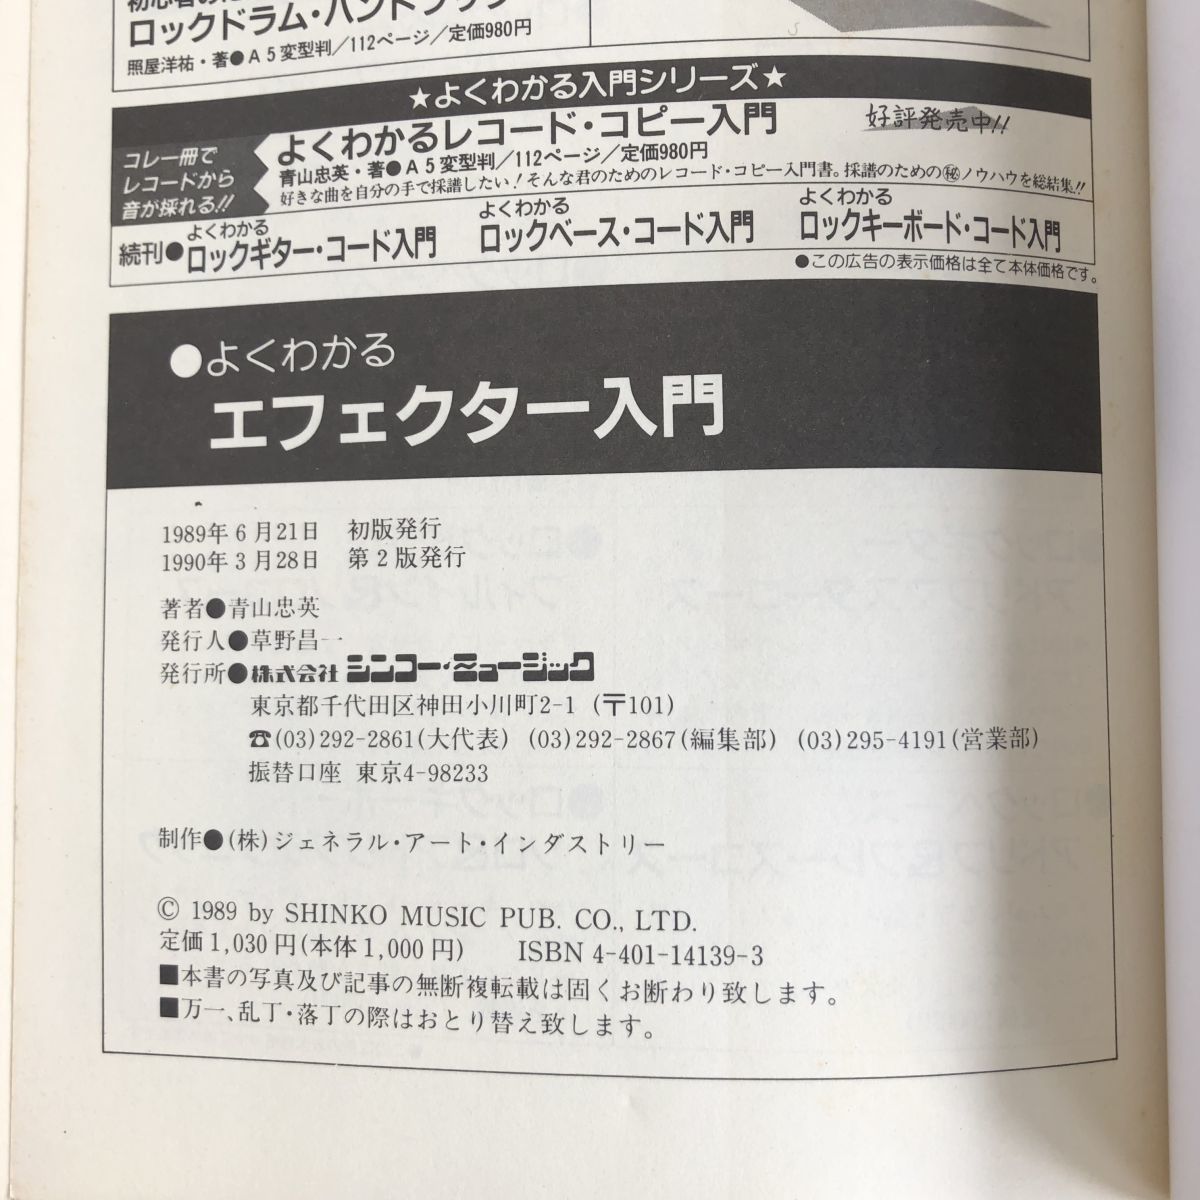 ロックドラム・ハンドブック
照屋洋祐・著●A5変型判/112ページ/定価980円
★よくわかる入門シリーズ★
コレ一冊で
レコードから
音が採れる!!
よくわかるレコード・コピー入門
好評発売中!!
青山忠英・著●A5変型判/112ページ/定価980円
好きな曲を自分の手で採譜したい!そんな君のためのレコード・コピー入門書。採譜のための㊙ノウハウを総結集!!
続刊●
よくわかる
ロックギター・コード入門
よくわかる
ロックベース・コード入門
よくわかる
ロックキーボード・コード入門
●この広告の表示価格は全て本体価格です。
●よくわかる
エフェクター入門
1989年6月21日 初版発行
1990年3月28日 第2版発行
著者●青山忠英
発行人●草野昌一
発行所●株式会社 シンコー・ミュージック
東京都千代田区神田小川町2-1 (〒101)
☎(03)292-2861(大代表) (03)292-2867(編集部) (03)295-4191(営業部)
振替口座 東京4-98233
制作●(株)ジェネラル・アート・インダストリー
© 1989 by SHINKO MUSIC PUB. CO., LTD.
定価1,030円(本体1,000円) ISBN 4-401-14139-3
■本書の写真及び記事の無断複転載は固くお断わり致します。
■万一、乱丁・落丁の際はおとり替え致します。